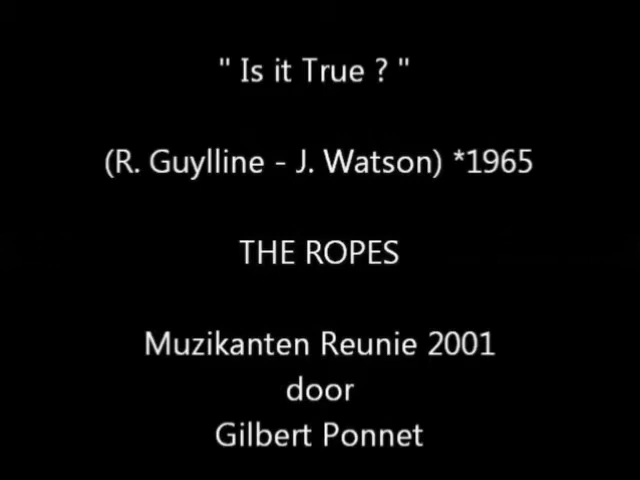 " Is it True ? "
(R. Guylline - J. Watson) *1965
THE ROPES
Muzikanten Reunie 2001
door
Gilbert Ponnet